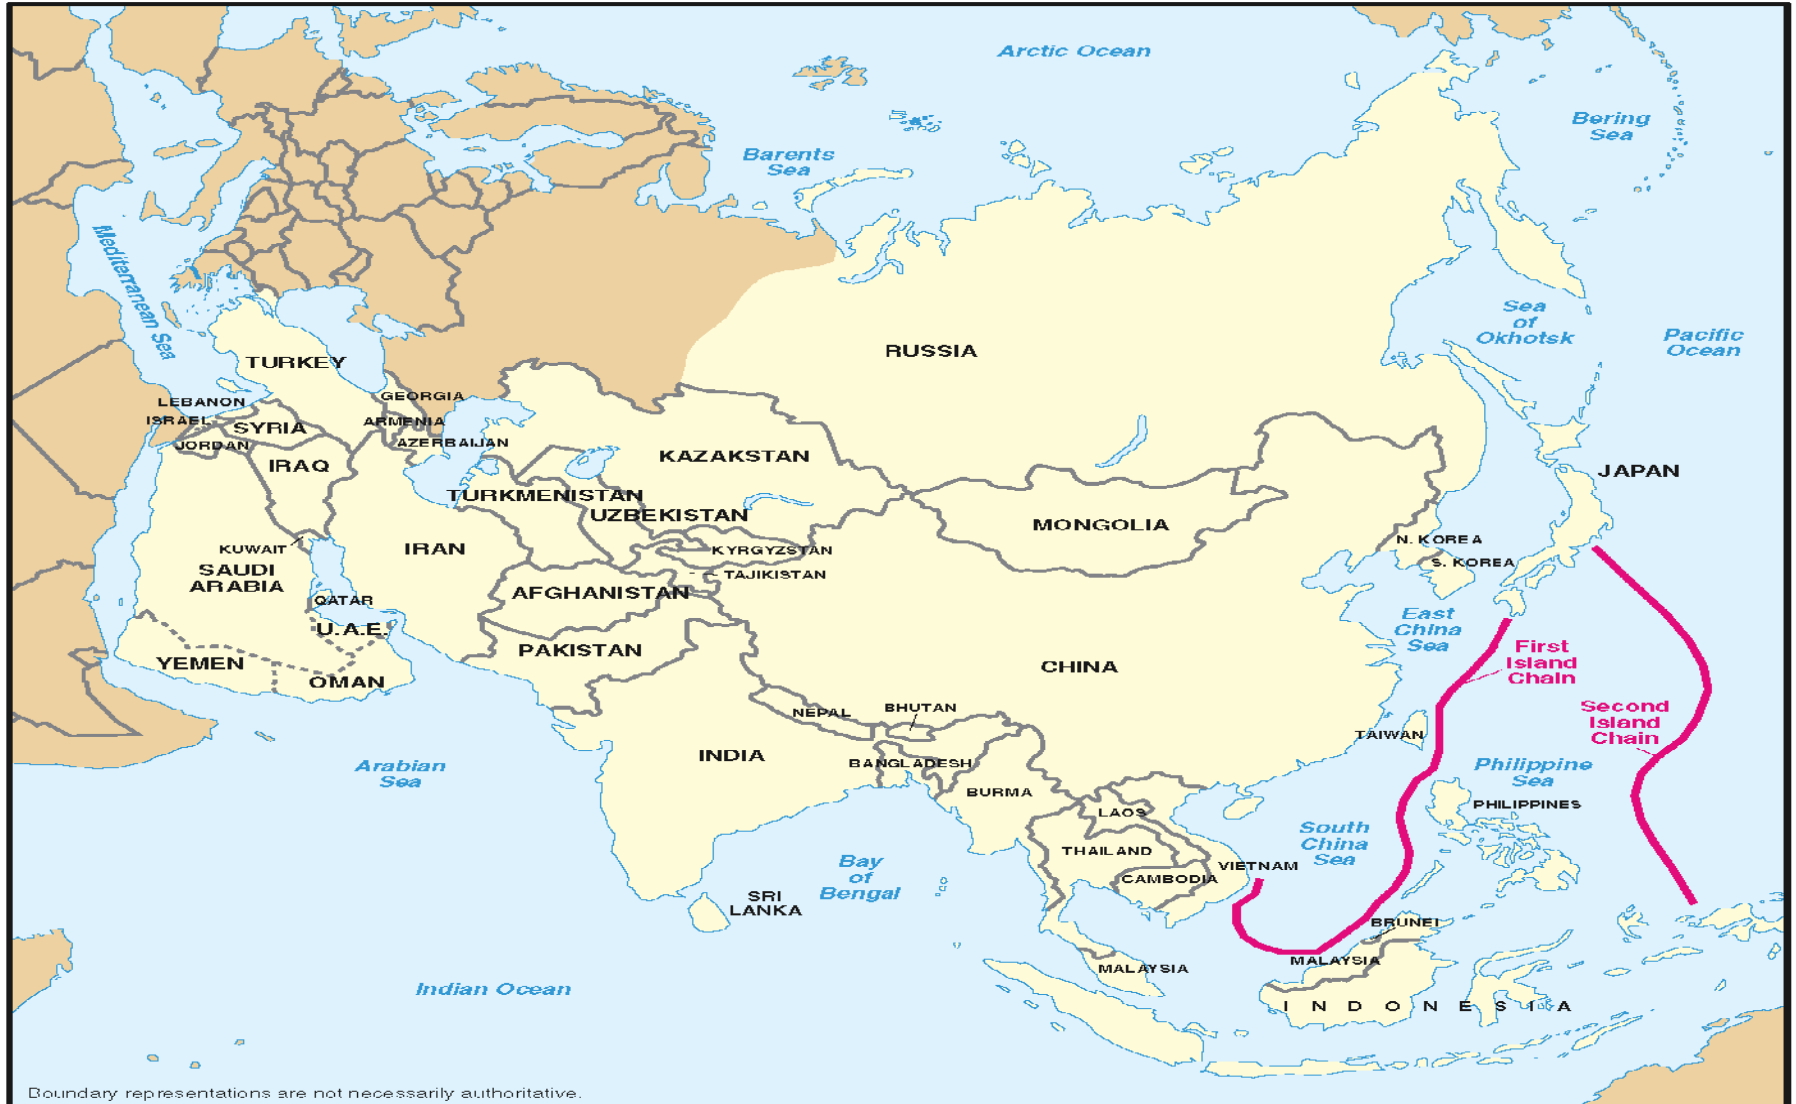 Arctic Ocean
Bering
Sea
Barents
Sea
Mediterranean Sea
Sea
of
Okhotsk
Pacific
Ocean
RUSSIA
TURKEY
GEORGIA
LEBANON
ISRAEL
SYRIA
ARMENIA
JORDAN
AZERBAIJAN
IRAQ
KAZAKSTAN
JAPAN
TURKMENISTAN
UZBEKISTAN
MONGOLIA
KUWAIT
IRAN
KYRGYZSTAN
N. KOREA
S. KOREA
SAUDI
ARABIA
TAJIKISTAN
AFGHANISTAN
QATAR
U.A.E.
East
China
Sea
PAKISTAN
YEMEN
OMAN
CHINA
First
Island
Chain
Second
Island
Chain
NEPAL
BHUTAN
TAIWAN
INDIA
BANGLADESH
Arabian
Sea
Philippine
Sea
BURMA
PHILIPPINES
LAOS
South
China
Sea
THAILAND
VIETNAM
CAMBODIA
Bay
of
Bengal
SRI
LANKA
BRUNEI
MALAYSIA
MALAYSIA
Indian Ocean
INDONESIA
Boundary representations are not necessarily authoritative.